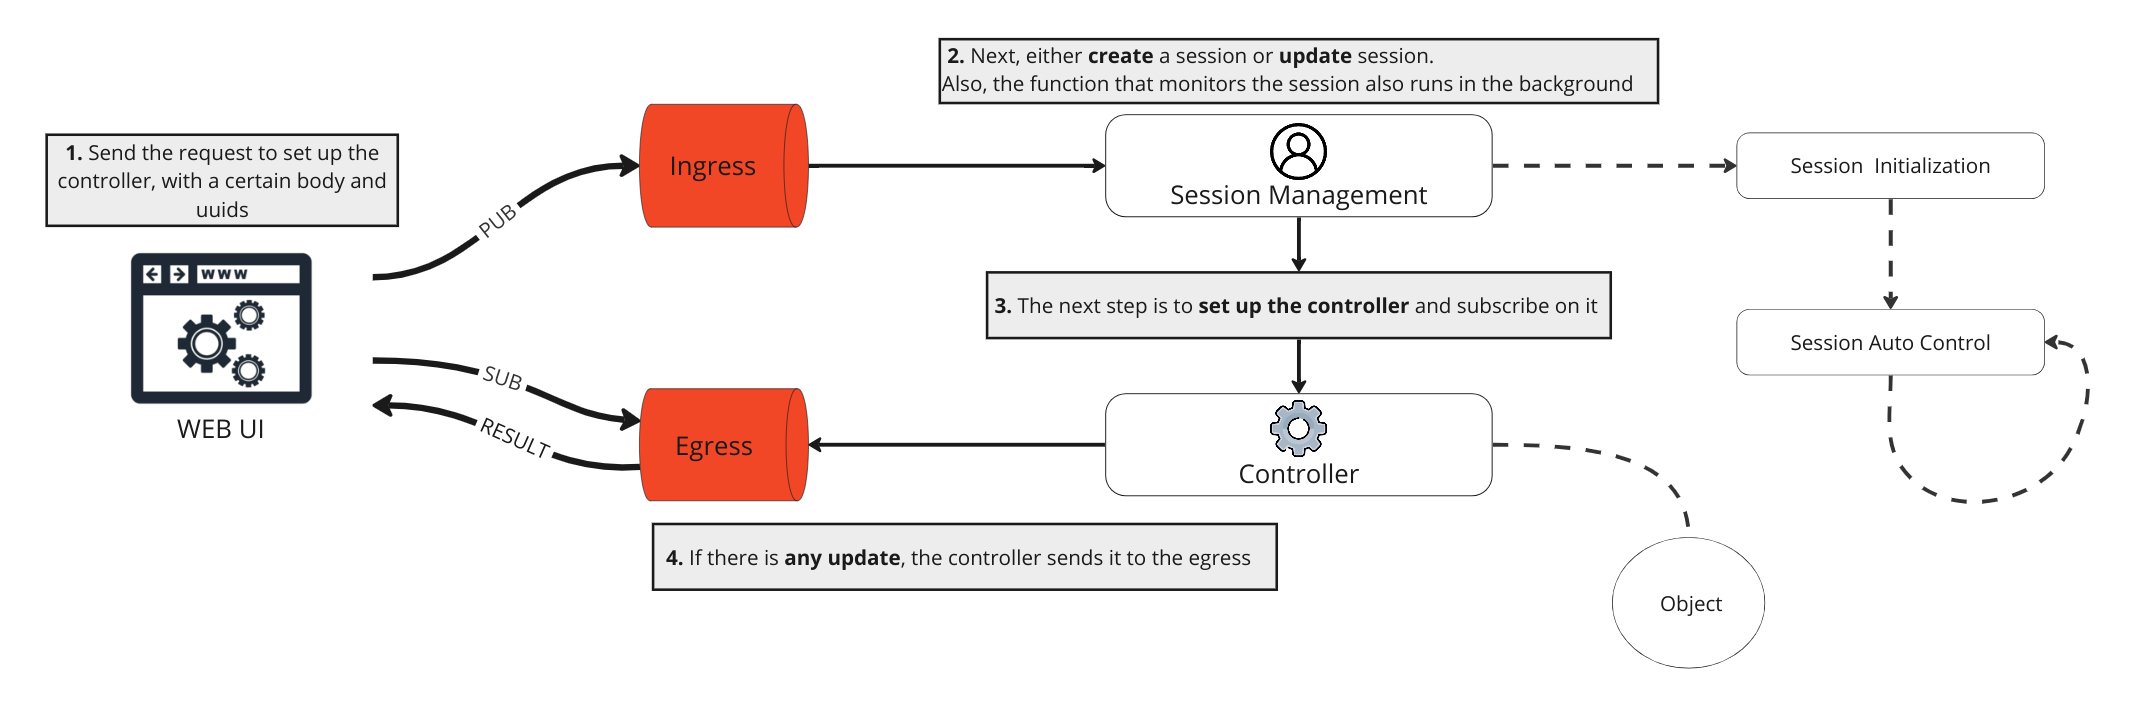 2. Next, either create a session or update session.
Also, the function that monitors the session also runs in the background
1. Send the request to set up the
controller, with a certain body and
uuids
Ingress
Session Management
Session  Initialization
PUB
www
3. The next step is to set up the controller and subscribe on it
Session Auto Control
SUB
WEB UI
RESULT
Egress
Controller
4. If there is any update, the controller sends it to the egress
Object